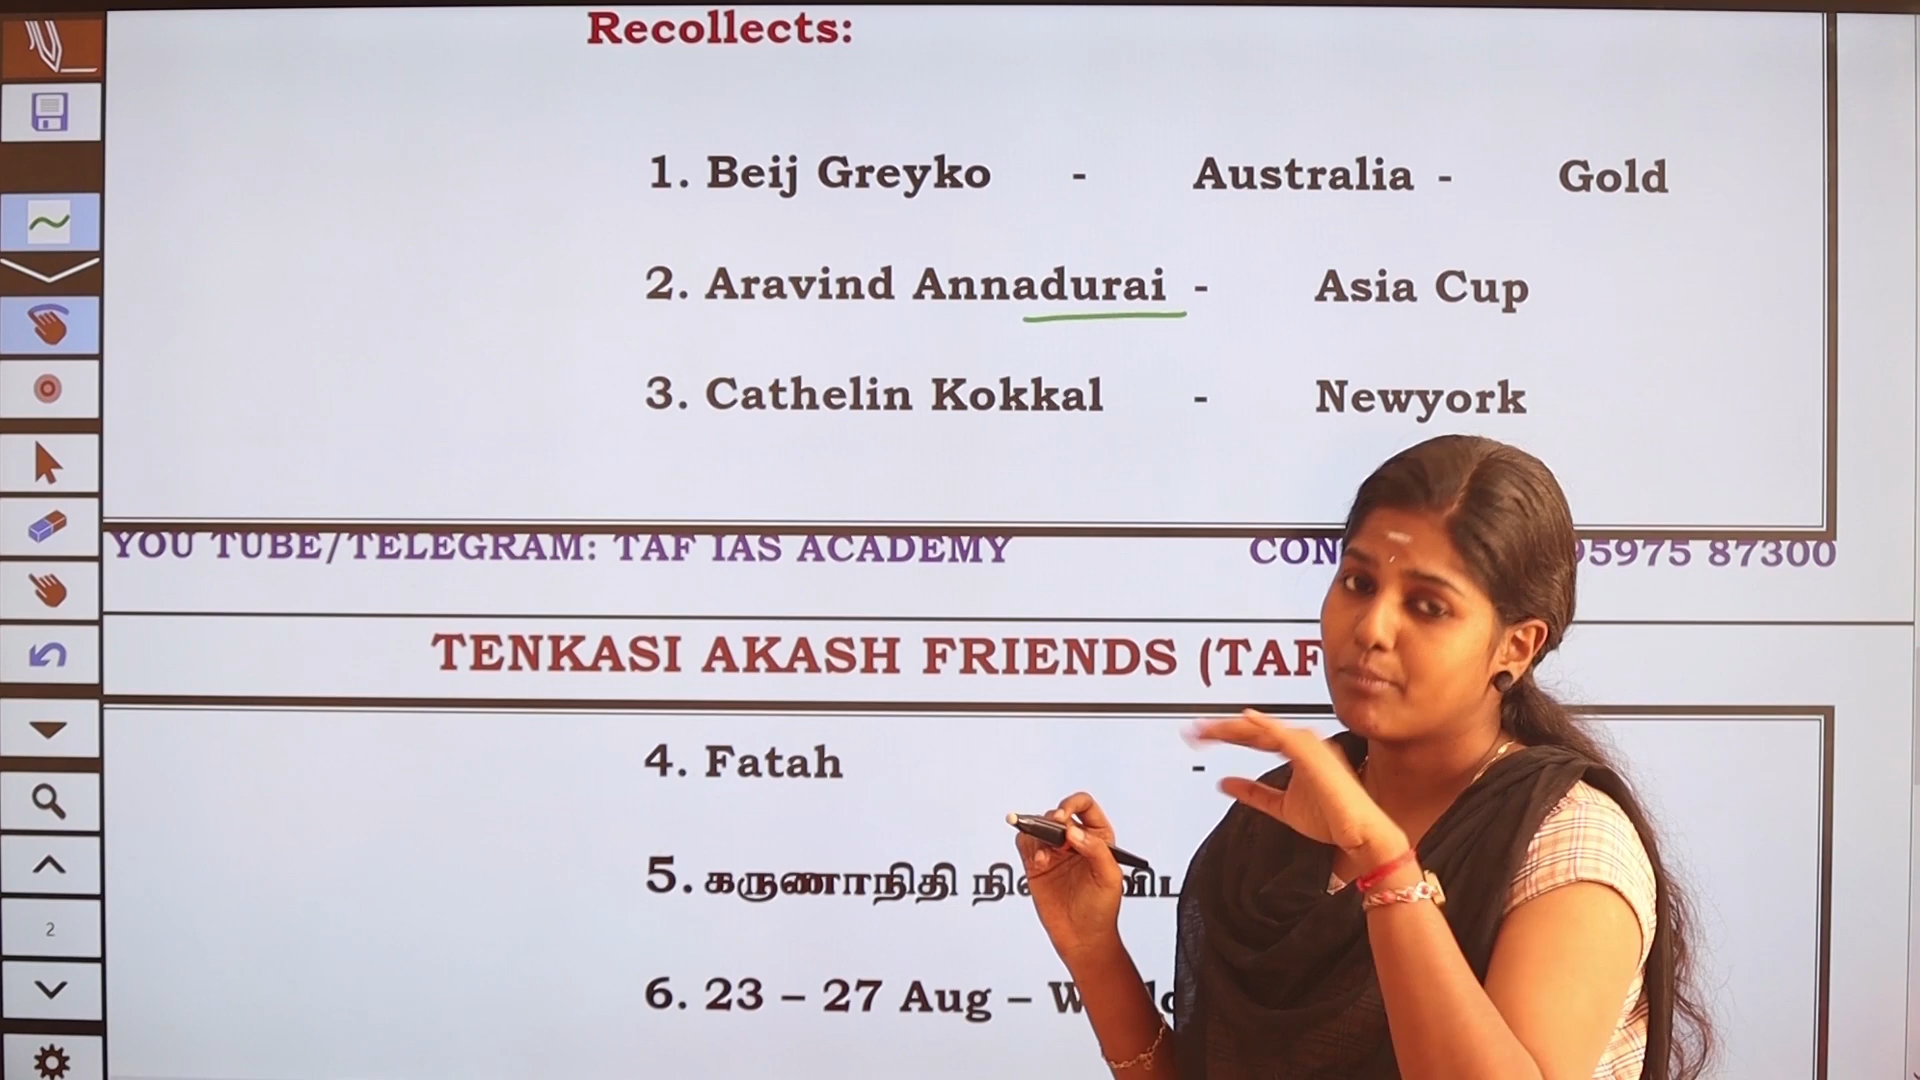 Recollects:
1. Beij Greyko - Australia - Gold
2. Aravind Annadurai - Asia Cup
3. Cathelin Kokkal - Newyork
YOU TUBE/TELEGRAM: TAF IAS ACADEMY 95975 87300
TENKASI AKASH FRIENDS (TAF
4. Fatah -
5. கருணாநிதி
6. 23 – 27 Aug –
2